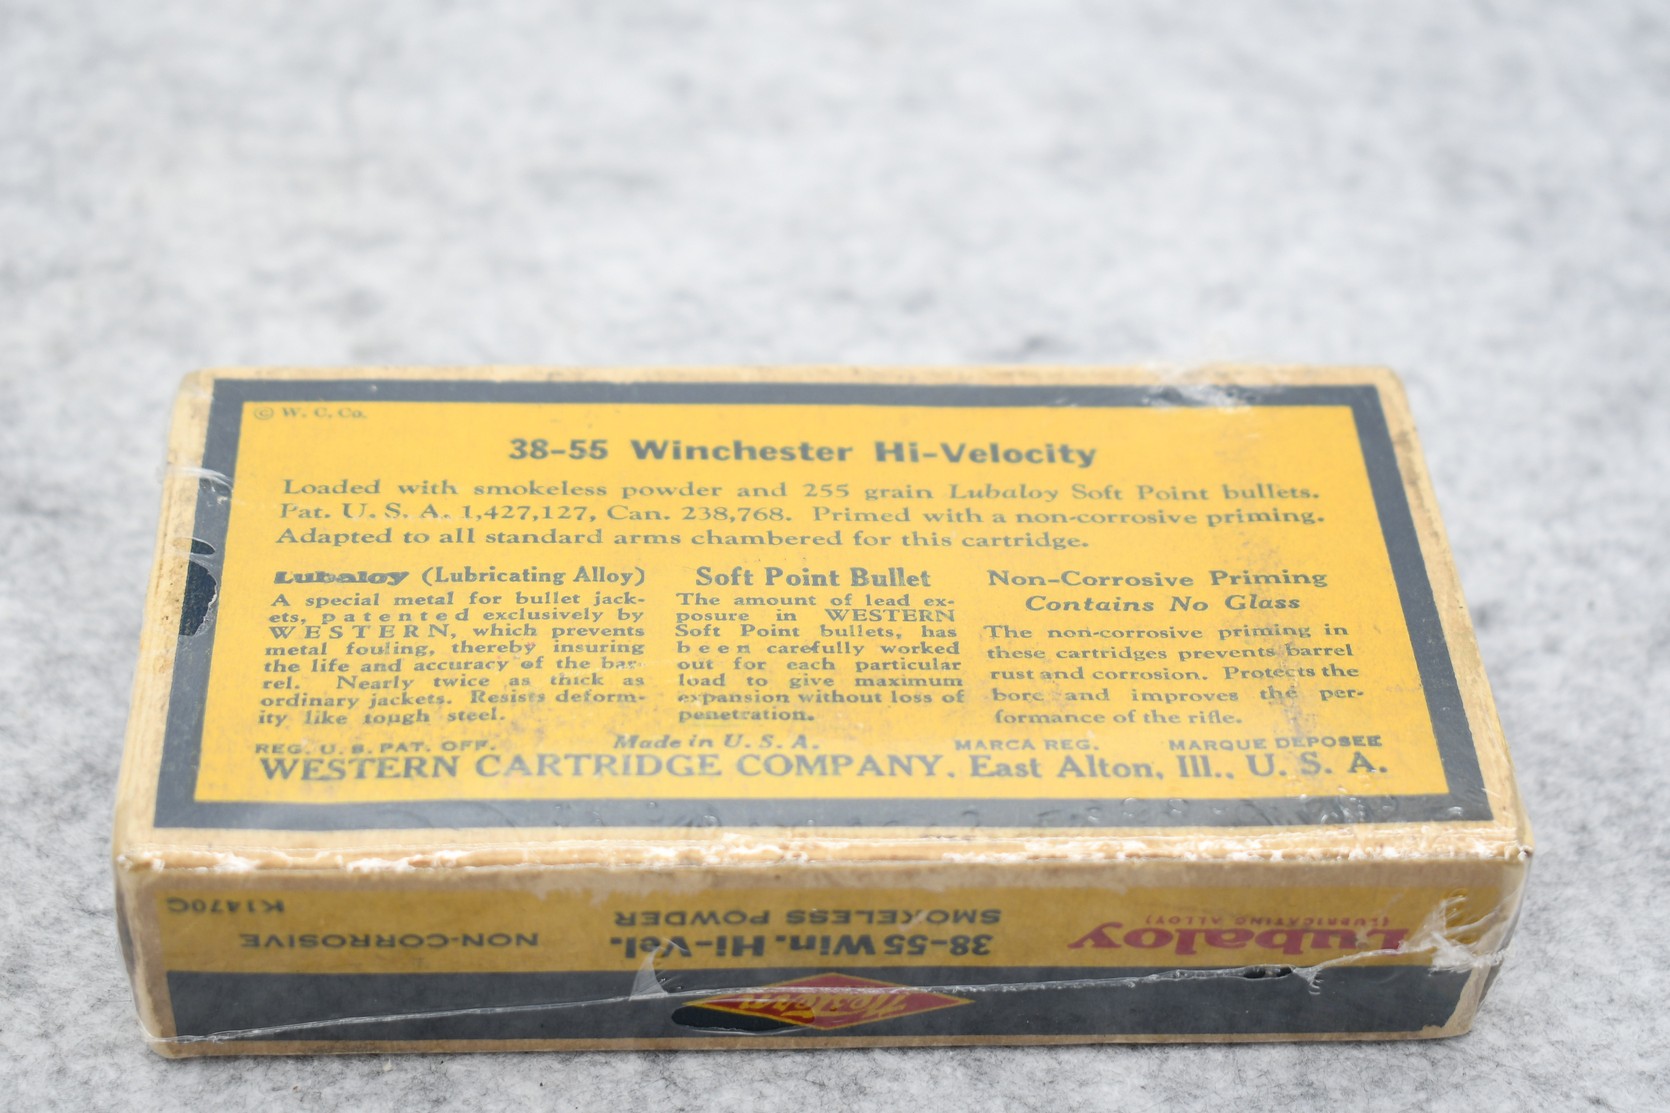 © W. C. Co.
38-55 Winchester Hi-Velocity
Loaded with smokeless powder and 255 grain Lubaloy Soft Point bullets.
Pat. U. S. A. 1,427,127, Can. 238,768. Primed with a non-corrosive priming.
Adapted to all standard arms chambered for this cartridge.
Lubaloy (Lubricating Alloy)
A special metal for bullet jack-
ets, patented exclusively by
WESTERN, which prevents
metal fouling, thereby insuring
the life and accuracy of the bar-
rel. Nearly twice as thick as
ordinary jackets. Resists deform-
ity like tough steel.
Soft Point Bullet
The amount of lead ex-
posure in WESTERN
Soft Point bullets, has
been carefully worked
out for each particular
load to give maximum
expansion without loss of
penetration.
Non-Corrosive Priming
Contains No Glass
The non-corrosive priming in
these cartridges prevents barrel
rust and corrosion. Protects the
bore and improves the per-
formance of the rifle.
REG. U. S. PAT. OFF. Made in U. S. A. MARCA REG. MARQUE DEPOSEE
WESTERN CARTRIDGE COMPANY, East Alton, Ill., U. S. A.
Western
Lubaloy
(LUBRICATING ALLOY)
38-55 Win. Hi-Vel.
SMOKELESS POWDER
NON-CORROSIVE
K1470C